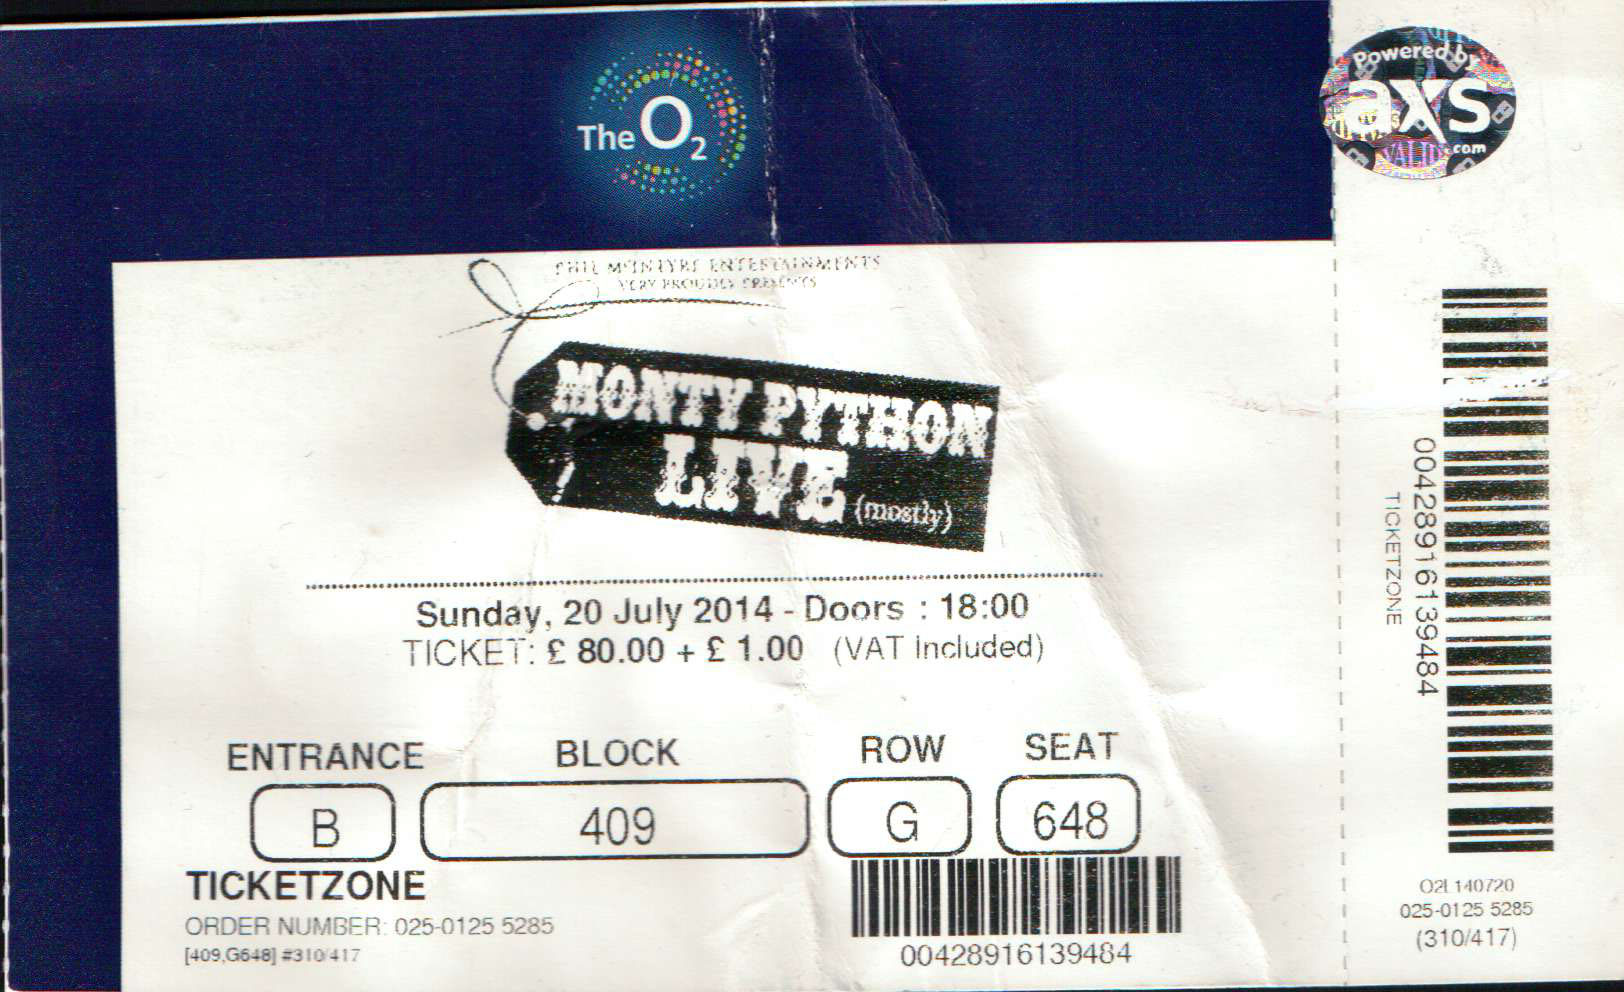 The O2
Powered by
axs
.com
VALID
PHIL McINTYRE ENTERTAINMENTS
VERY PROUDLY PRESENTS
MONTY PYTHON
LIVE (mostly)
!
Sunday, 20 July 2014 - Doors : 18:00
TICKET: £ 80.00 + £ 1.00 (VAT included)
ENTRANCE BLOCK ROW SEAT
B 409 G 648
TICKETZONE
ORDER NUMBER: 025-0125 5285
[409,G648] #310/417
00428916139484
00428916139484
TICKETZONE
O2L140720
025-0125 5285
(310/417)